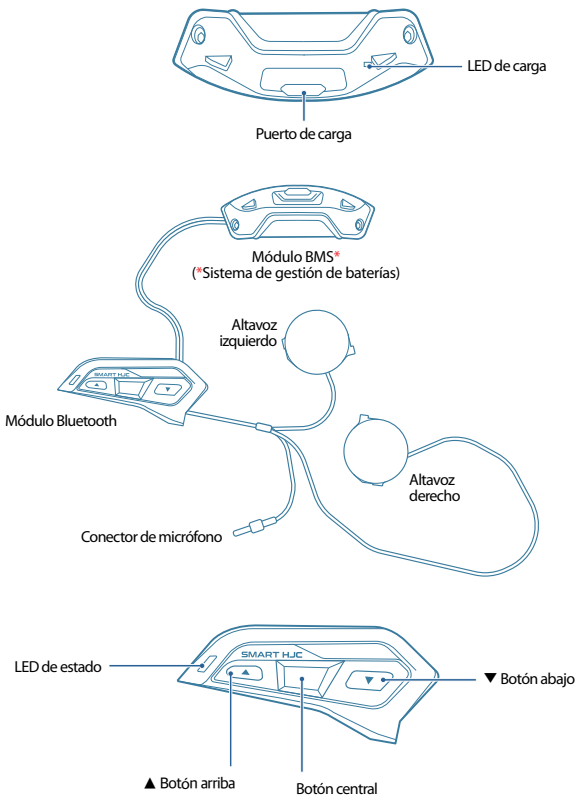 LED de carga
Puerto de carga
Módulo BMS*
(*Sistema de gestión de baterías)
Altavoz
izquierdo
SMART HJC
Módulo Bluetooth
Altavoz
derecho
Conector de micrófono
SMART HJC
LED de estado
▼ Botón abajo
▲ Botón arriba
Botón central